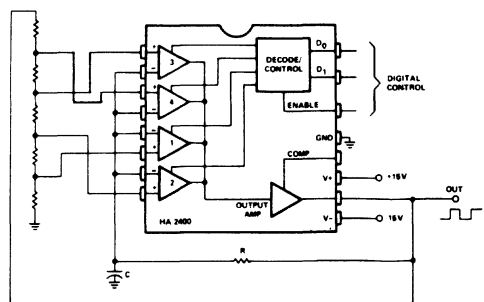 +
−
3
+
−
4
+
−
1
+
−
2
DECODE/
CONTROL
D0
D1
ENABLE
DIGITAL
CONTROL
GND
COMP
V+
+15V
OUTPUT
AMP
OUT
V−
15V
HA 2400
R
C